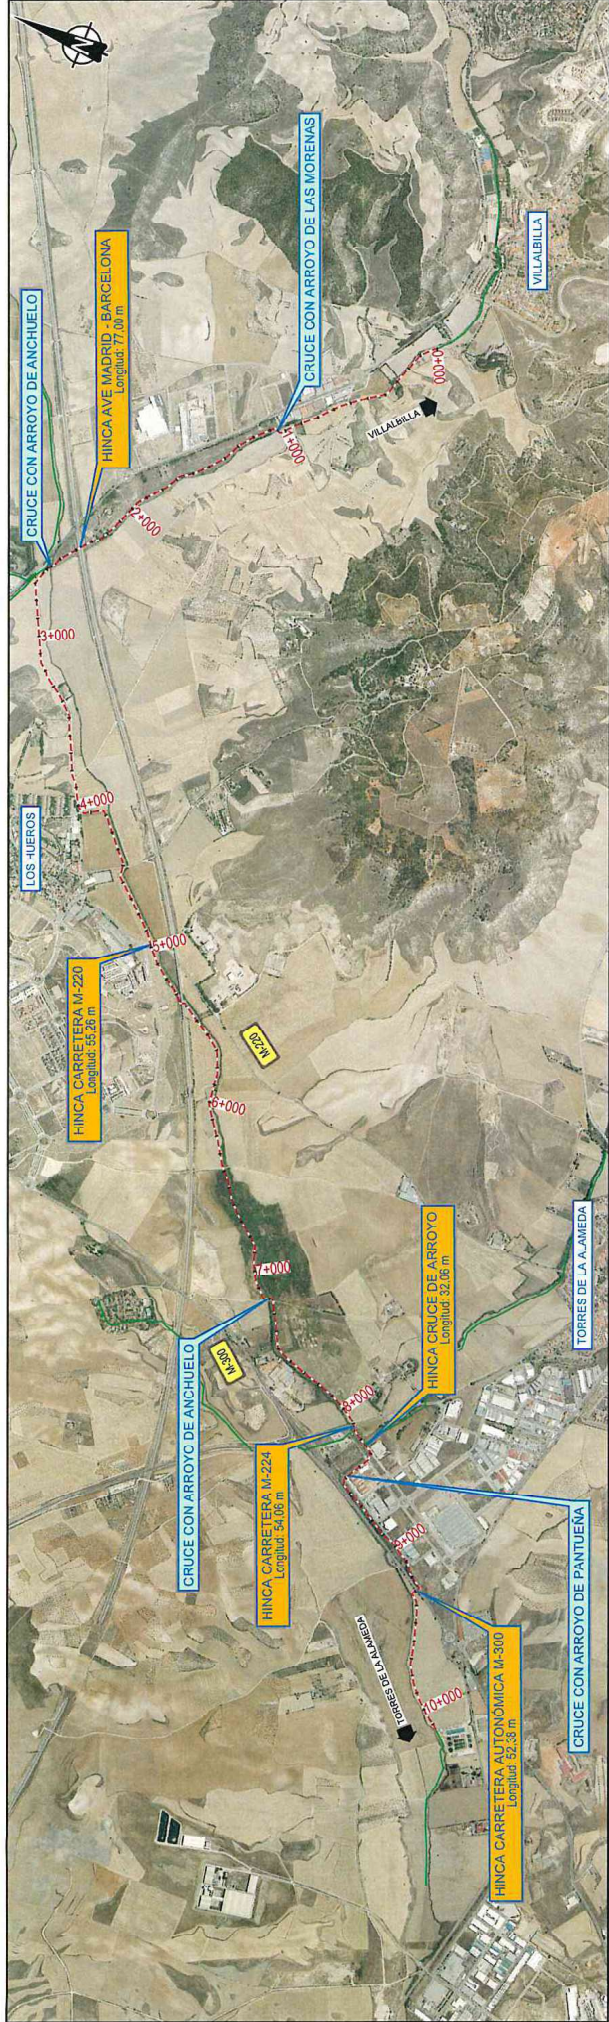 N
CRUCE CON ARROYO DE ANCHUELO
HINCA AVE MADRID - BARCELONA
Longitud: 77,00 m
CRUCE CON ARROYO DE LAS MORENAS
VILLALBILLA
VILLALBILLA
0+000
1+000
2+000
3+000
LOS HUEROS
4+000
HINCA CARRETERA M-220
Longitud: 55,26 m
5+000
M-220
6+000
7+000
CRUCE CON ARROYO DE ANCHUELO
M-300
HINCA CRUCE DE ARROYO
Longitud: 32,06 m
TORRES DE LA ALAMEDA
8+000
HINCA CARRETERA M-224
Longitud: 54,06 m
9+000
CRUCE CON ARROYO DE PANTUEÑA
TORRES DE LA ALAMEDA
10+000
HINCA CARRETERA AUTONÓMICA M-300
Longitud: 52,38 m